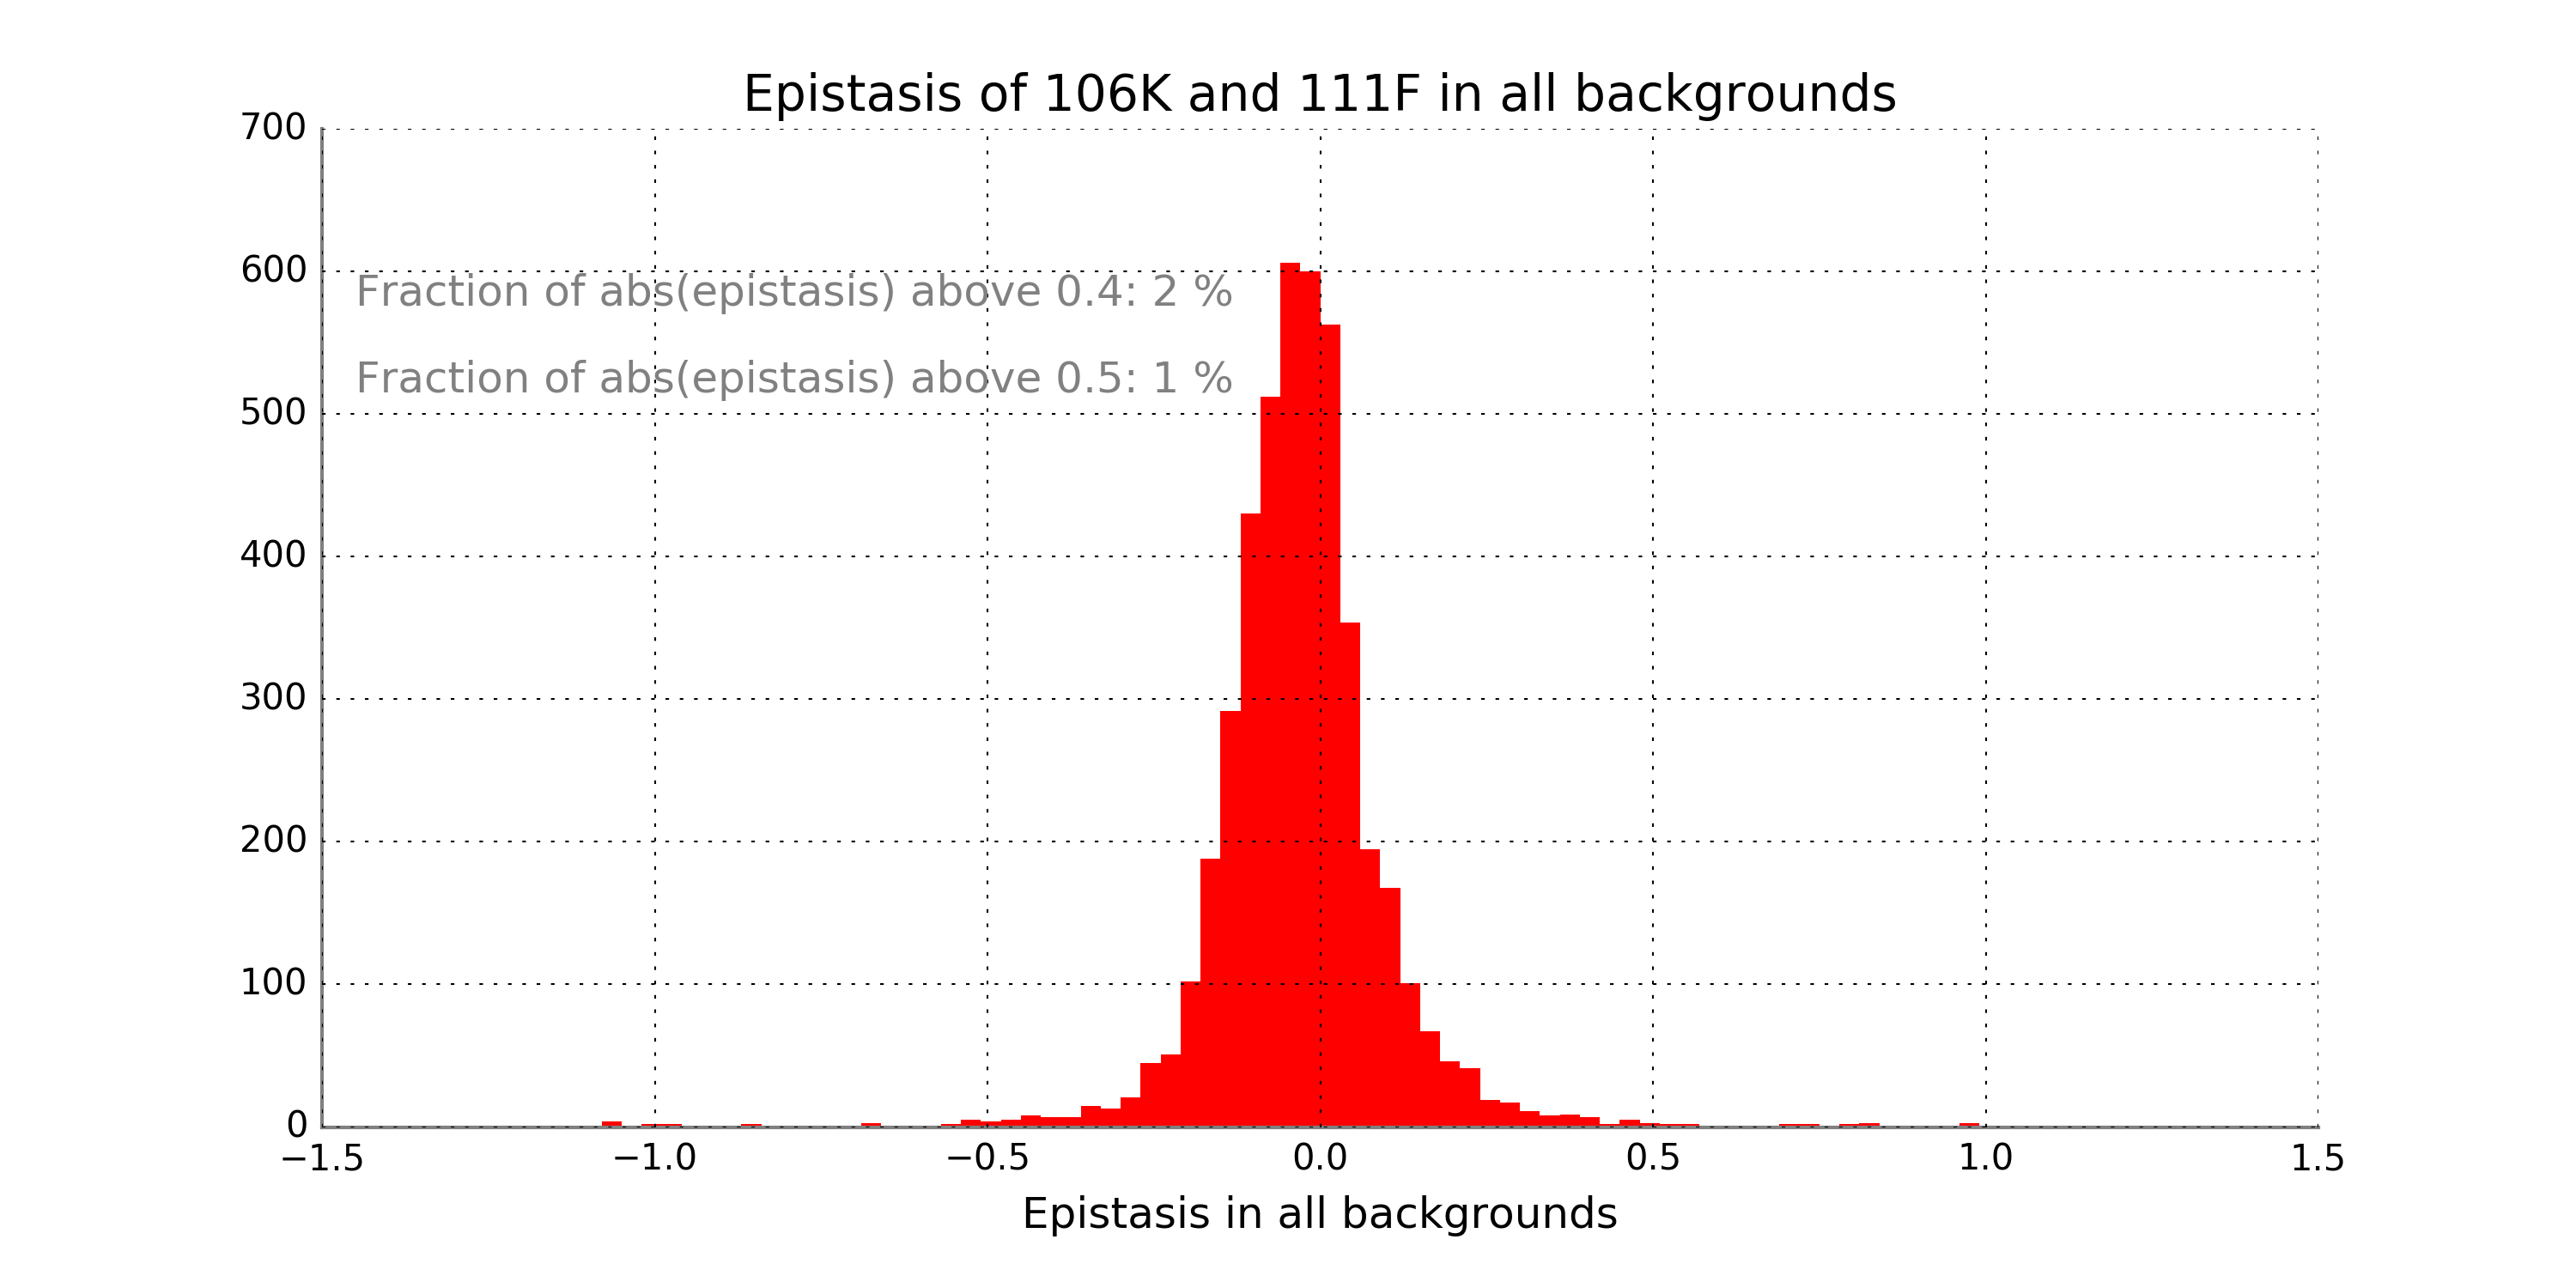 Epistasis of 106K and 111F in all backgrounds
700
600
Fraction of abs(epistasis) above 0.4: 2 %
Fraction of abs(epistasis) above 0.5: 1 %
500
400
300
200
100
0
−1.5 −1.0 −0.5 0.0 0.5 1.0 1.5
Epistasis in all backgrounds